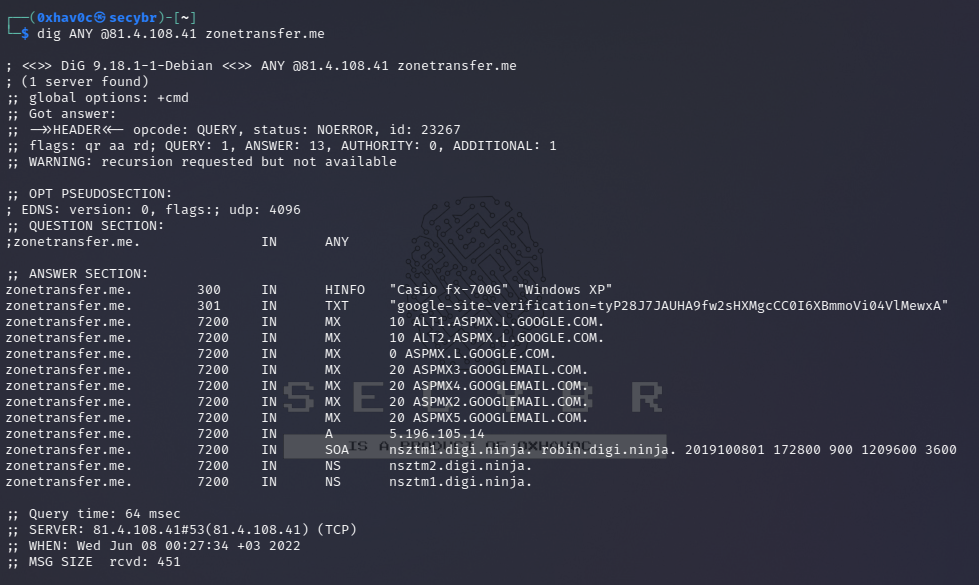 ┌──(0xhav0c㉿secybr)-[~]
└─$ dig ANY @81.4.108.41 zonetransfer.me

; <<>> DiG 9.18.1-1-Debian <<>> ANY @81.4.108.41 zonetransfer.me
; (1 server found)
;; global options: +cmd
;; Got answer:
;; ->>HEADER<<- opcode: QUERY, status: NOERROR, id: 23267
;; flags: qr aa rd; QUERY: 1, ANSWER: 13, AUTHORITY: 0, ADDITIONAL: 1
;; WARNING: recursion requested but not available

;; OPT PSEUDOSECTION:
; EDNS: version: 0, flags:; udp: 4096
;; QUESTION SECTION:
;zonetransfer.me. IN ANY

;; ANSWER SECTION:
zonetransfer.me. 300 IN HINFO "Casio fx-700G" "Windows XP"
zonetransfer.me. 301 IN TXT "google-site-verification=tyP28J7JAUHA9fw2sHXMgcCC0I6XBmmoVi04VlMewxA"
zonetransfer.me. 7200 IN MX 10 ALT1.ASPMX.L.GOOGLE.COM.
zonetransfer.me. 7200 IN MX 10 ALT2.ASPMX.L.GOOGLE.COM.
zonetransfer.me. 7200 IN MX 0 ASPMX.L.GOOGLE.COM.
zonetransfer.me. 7200 IN MX 20 ASPMX3.GOOGLEMAIL.COM.
zonetransfer.me. 7200 IN MX 20 ASPMX4.GOOGLEMAIL.COM.
zonetransfer.me. 7200 IN MX 20 ASPMX2.GOOGLEMAIL.COM.
zonetransfer.me. 7200 IN MX 20 ASPMX5.GOOGLEMAIL.COM.
zonetransfer.me. 7200 IN A 5.196.105.14
zonetransfer.me. 7200 IN SOA nsztm1.digi.ninja. robin.digi.ninja. 2019100801 172800 900 1209600 3600
zonetransfer.me. 7200 IN NS nsztm2.digi.ninja.
zonetransfer.me. 7200 IN NS nsztm1.digi.ninja.

;; Query time: 64 msec
;; SERVER: 81.4.108.41#53(81.4.108.41) (TCP)
;; WHEN: Wed Jun 08 00:27:34 +03 2022
;; MSG SIZE rcvd: 451

SECYBR
IS A PRODUCT OF 0XHAV0C